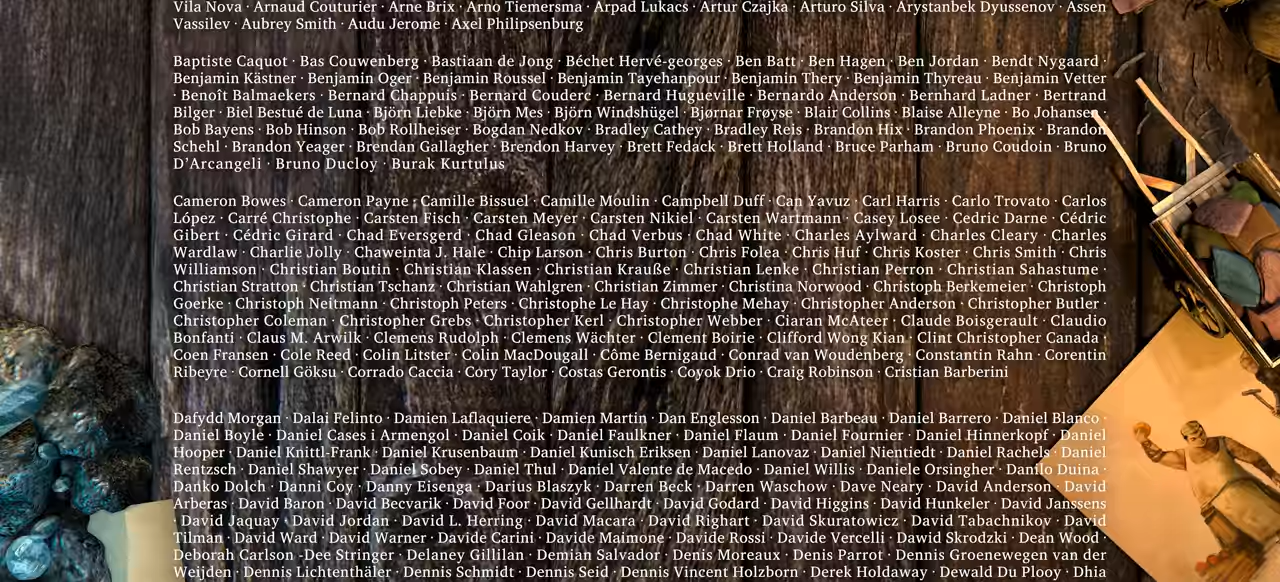 Vila Nova · Arnaud Couturier · Arne Brix · Arno Tiemersma · Arpad Lukacs · Artur Czajka · Arturo Silva · Arystanbek Dyussenov · Assen
Vassilev · Aubrey Smith · Audu Jerome · Axel Philipsenburg
Baptiste Caquot · Bas Couwenberg · Bastiaan de Jong · Béchet Hervé-georges · Ben Batt · Ben Hagen · Ben Jordan · Bendt Nygaard ·
Benjamin Kästner · Benjamin Oger · Benjamin Roussel · Benjamin Tayehanpour · Benjamin Thery · Benjamin Thyreau · Benjamin Vetter
· Benoît Balmaekers · Bernard Chappuis · Bernard Couderc · Bernard Hugueville · Bernardo Anderson · Bernhard Ladner · Bertrand
Bilger · Biel Bestué de Luna · Björn Liebke · Björn Mes · Björn Windshügel · Bjørnar Frøyse · Blair Collins · Blaise Alleyne · Bo Johansen ·
Bob Bayens · Bob Hinson · Bob Rollheiser · Bogdan Nedkov · Bradley Cathey · Bradley Reis · Brandon Hix · Brandon Phoenix · Brandon
Schehl · Brandon Yeager · Brendan Gallagher · Brendon Harvey · Brett Fedack · Brett Holland · Bruce Parham · Bruno Coudoin · Bruno
D'Arcangeli · Bruno Ducloy · Burak Kurtulus
Cameron Bowes · Cameron Payne · Camille Bissuel · Camille Moulin · Campbell Duff · Can Yavuz · Carl Harris · Carlo Trovato · Carlos
López · Carré Christophe · Carsten Fisch · Carsten Meyer · Carsten Nikiel · Carsten Wartmann · Casey Losee · Cedric Darne · Cédric
Gibert · Cédric Girard · Chad Eversgerd · Chad Gleason · Chad Verbus · Chad White · Charles Aylward · Charles Cleary · Charles
Wardlaw · Charlie Jolly · Chaweinta J. Hale · Chip Larson · Chris Burton · Chris Folea · Chris Huf · Chris Koster · Chris Smith · Chris
Williamson · Christian Boutin · Christian Klassen · Christian Krauße · Christian Lenke · Christian Perron · Christian Sahastume ·
Christian Stratton · Christian Tschanz · Christian Wahlgren · Christian Zimmer · Christina Norwood · Christoph Berkemeier · Christoph
Goerke · Christoph Neitmann · Christoph Peters · Christophe Le Hay · Christophe Mehay · Christopher Anderson · Christopher Butler ·
Christopher Coleman · Christopher Grebs · Christopher Kerl · Christopher Webber · Ciaran McAteer · Claude Boisgerault · Claudio
Bonfanti · Claus M. Arwilk · Clemens Rudolph · Clemens Wächter · Clement Boirie · Clifford Wong Kian · Clint Christopher Canada ·
Coen Fransen · Cole Reed · Colin Litster · Colin MacDougall · Côme Bernigaud · Conrad van Woudenberg · Constantin Rahn · Corentin
Ribeyre · Cornell Göksu · Corrado Caccia · Cory Taylor · Costas Gerontis · Coyok Drio · Craig Robinson · Cristian Barberini
Dafydd Morgan · Dalai Felinto · Damien Laflaquiere · Damien Martin · Dan Englesson · Daniel Barbeau · Daniel Barrero · Daniel Blanco ·
Daniel Boyle · Daniel Cases i Armengol · Daniel Coik · Daniel Faulkner · Daniel Flaum · Daniel Fournier · Daniel Hinnerkopf · Daniel
Hooper · Daniel Knittl-Frank · Daniel Krusenbaum · Daniel Kunisch Eriksen · Daniel Lanovaz · Daniel Nientiedt · Daniel Rachels · Daniel
Rentzsch · Daniel Shawyer · Daniel Sobey · Daniel Thul · Daniel Valente de Macedo · Daniel Willis · Daniele Orsingher · Danilo Duina ·
Danko Dolch · Danni Coy · Danny Eisenga · Darius Blaszyk · Darren Beck · Darren Waschow · Dave Neary · David Anderson · David
Arberas · David Baron · David Becvarik · David Foor · David Gellhardt · David Godard · David Higgins · David Hunkeler · David Janssens
· David Jaquay · David Jordan · David L. Herring · David Macara · David Righart · David Skuratowicz · David Tabachnikov · David
Tilman · David Ward · David Warner · Davide Carini · Davide Maimone · Davide Rossi · Davide Vercelli · Dawid Skrodzki · Dean Wood ·
Deborah Carlson -Dee Stringer · Delaney Gillilan · Demian Salvador · Denis Moreaux · Denis Parrot · Dennis Groenewegen van der
Weijden · Dennis Lichtenthäler · Dennis Schmidt · Dennis Seid · Dennis Vincent Holzborn · Derek Holdaway · Dewald Du Plooy · Dhia